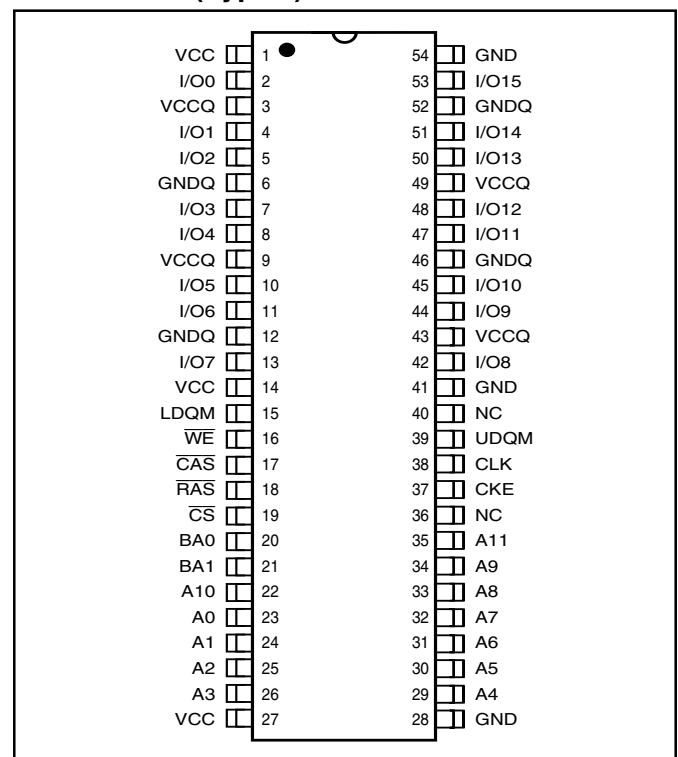 VCC 1 54 GND
I/O0 2 53 I/O15
VCCQ 3 52 GNDQ
I/O1 4 51 I/O14
I/O2 5 50 I/O13
GNDQ 6 49 VCCQ
I/O3 7 48 I/O12
I/O4 8 47 I/O11
VCCQ 9 46 GNDQ
I/O5 10 45 I/O10
I/O6 11 44 I/O9
GNDQ 12 43 VCCQ
I/O7 13 42 I/O8
VCC 14 41 GND
LDQM 15 40 NC
W̅E̅ 16 39 UDQM
C̅A̅S̅ 17 38 CLK
R̅A̅S̅ 18 37 CKE
C̅S̅ 19 36 NC
BA0 20 35 A11
BA1 21 34 A9
A10 22 33 A8
A0 23 32 A7
A1 24 31 A6
A2 25 30 A5
A3 26 29 A4
VCC 27 28 GND